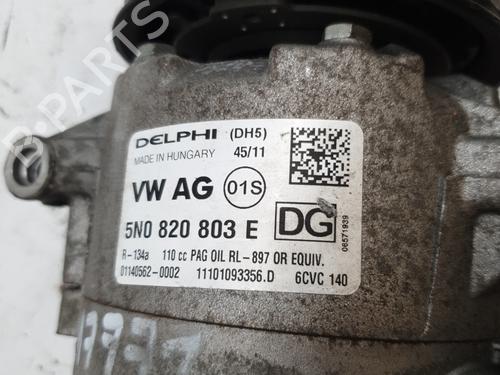 DELPHI (DH5)
MADE IN HUNGARY 45/11
VW AG 01S
5N0 820 803 E DG
06571939
R-134a 110 cc PAG OIL RL-897 OR EQUIV.
01140562-0002 11101093356.D 6CVC 140